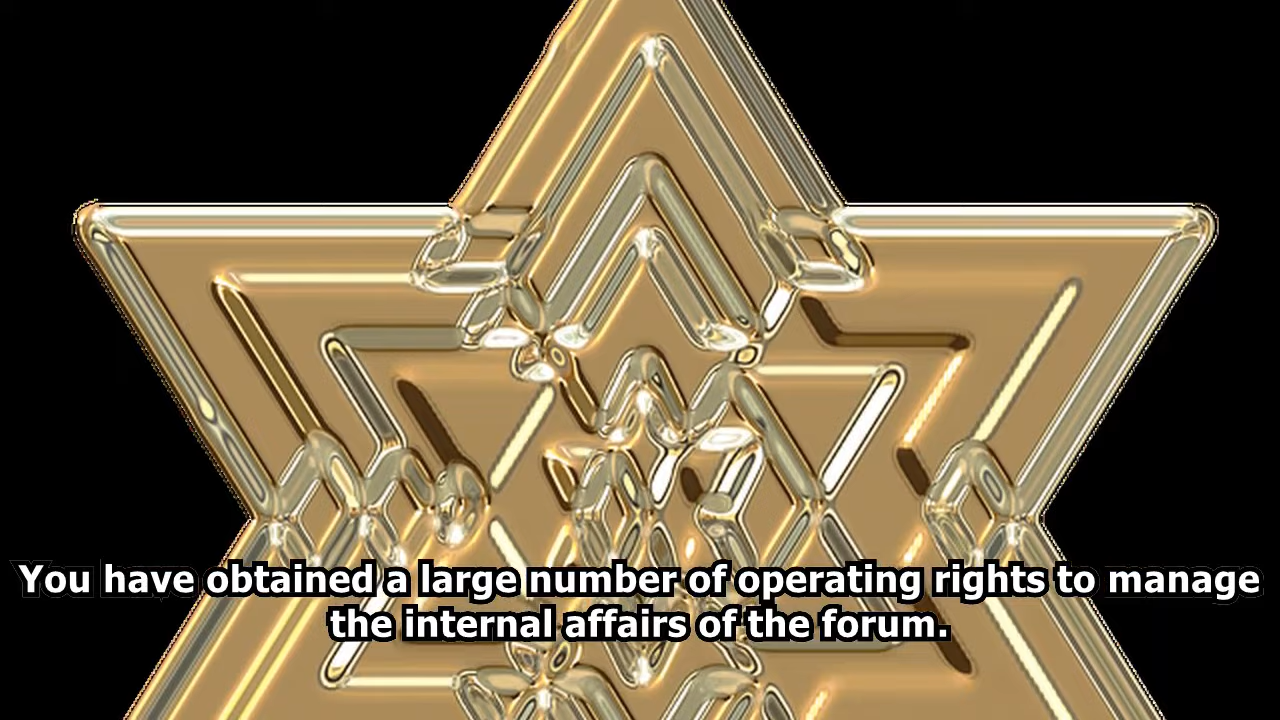 You have obtained a large number of operating rights to manage
the internal affairs of the forum.